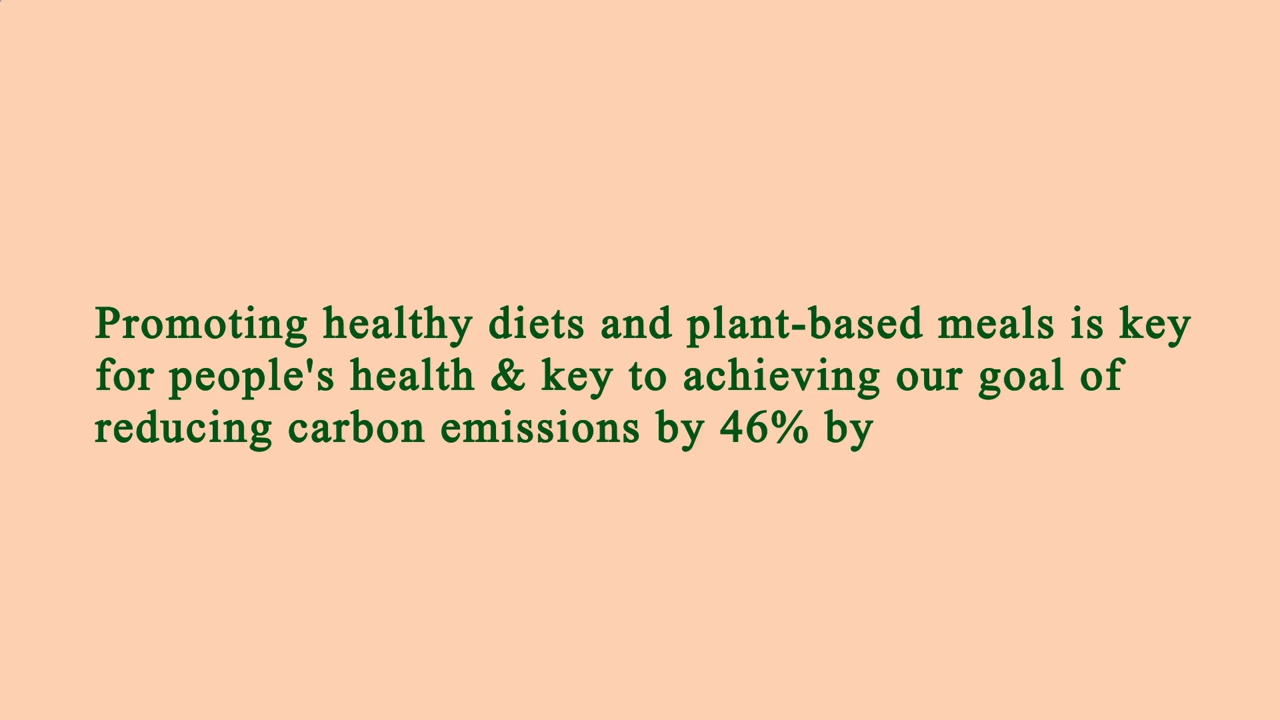 Promoting healthy diets and plant-based meals is key
for people's health & key to achieving our goal of
reducing carbon emissions by 46% by